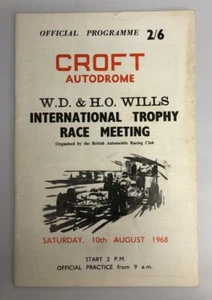 OFFICIAL PROGRAMME 2/6
CROFT
AUTODROME
W.D. & H.O. WILLS
INTERNATIONAL TROPHY
RACE MEETING
Organised by the British Automobile Racing Club
SATURDAY, 10th AUGUST 1968
START 2 P.M.
OFFICIAL PRACTICE from 9 a.m.